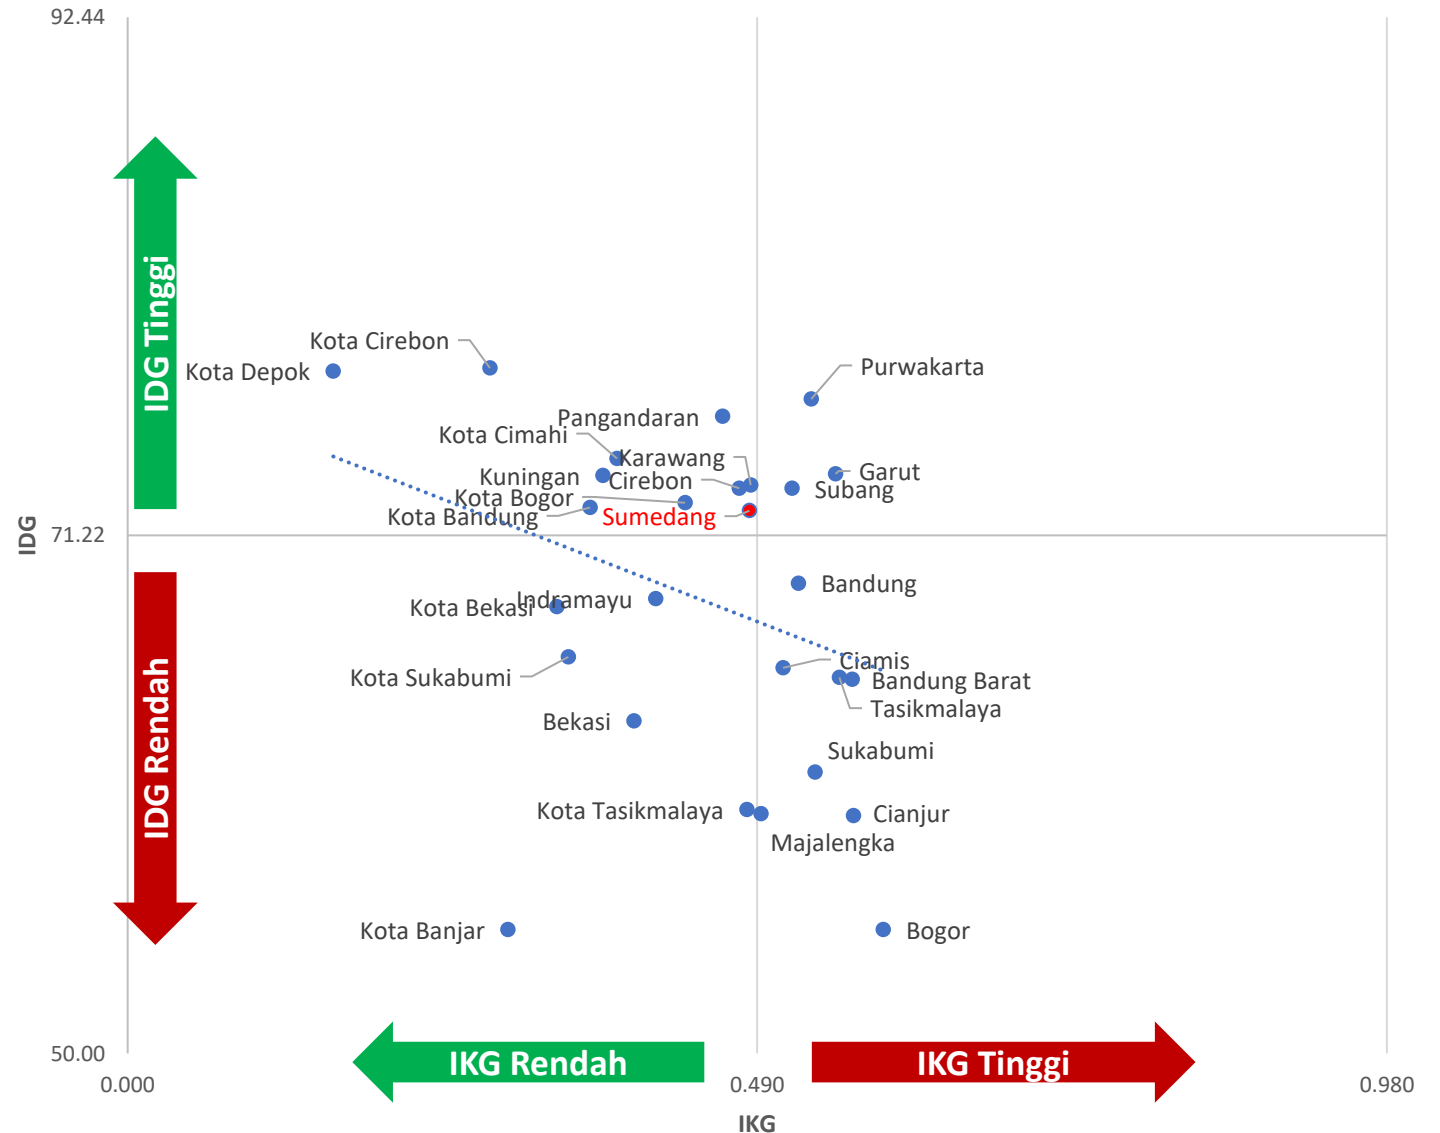 92.44
IDG Tinggi
Kota Cirebon
Kota Depok
Purwakarta
Pangandaran
Kota Cimahi
Karawang
Kuningan
Cirebon
Garut
Subang
Kota Bogor
Kota Bandung
Sumedang
71.22
IDG
Bandung
Indramayu
Kota Bekasi
Ciamis
Kota Sukabumi
Bandung Barat
Tasikmalaya
Bekasi
IDG Rendah
Sukabumi
Kota Tasikmalaya
Cianjur
Majalengka
Kota Banjar
Bogor
50.00
IKG Rendah
IKG Tinggi
0.000
0.490
0.980
IKG